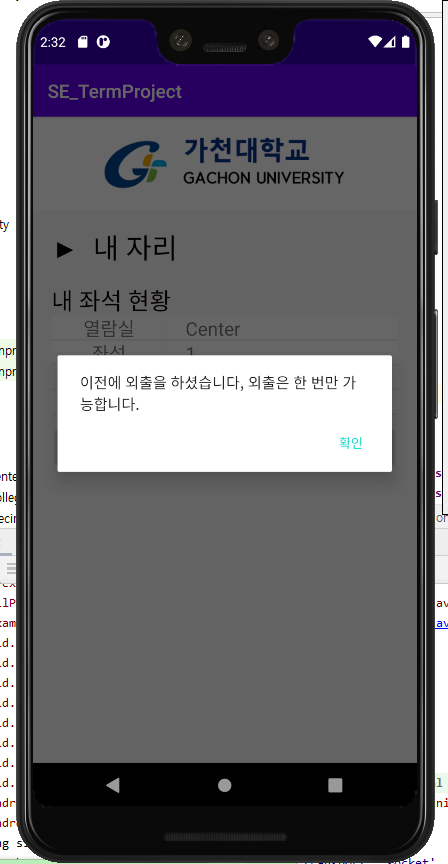 2:32
SE_TermProject
가천대학교
GACHON UNIVERSITY
▶ 내 자리
내 좌석 현황
열람실 Center
좌석 1
이전에 외출을 하셨습니다, 외출은 한 번만 가
능합니다.
확인